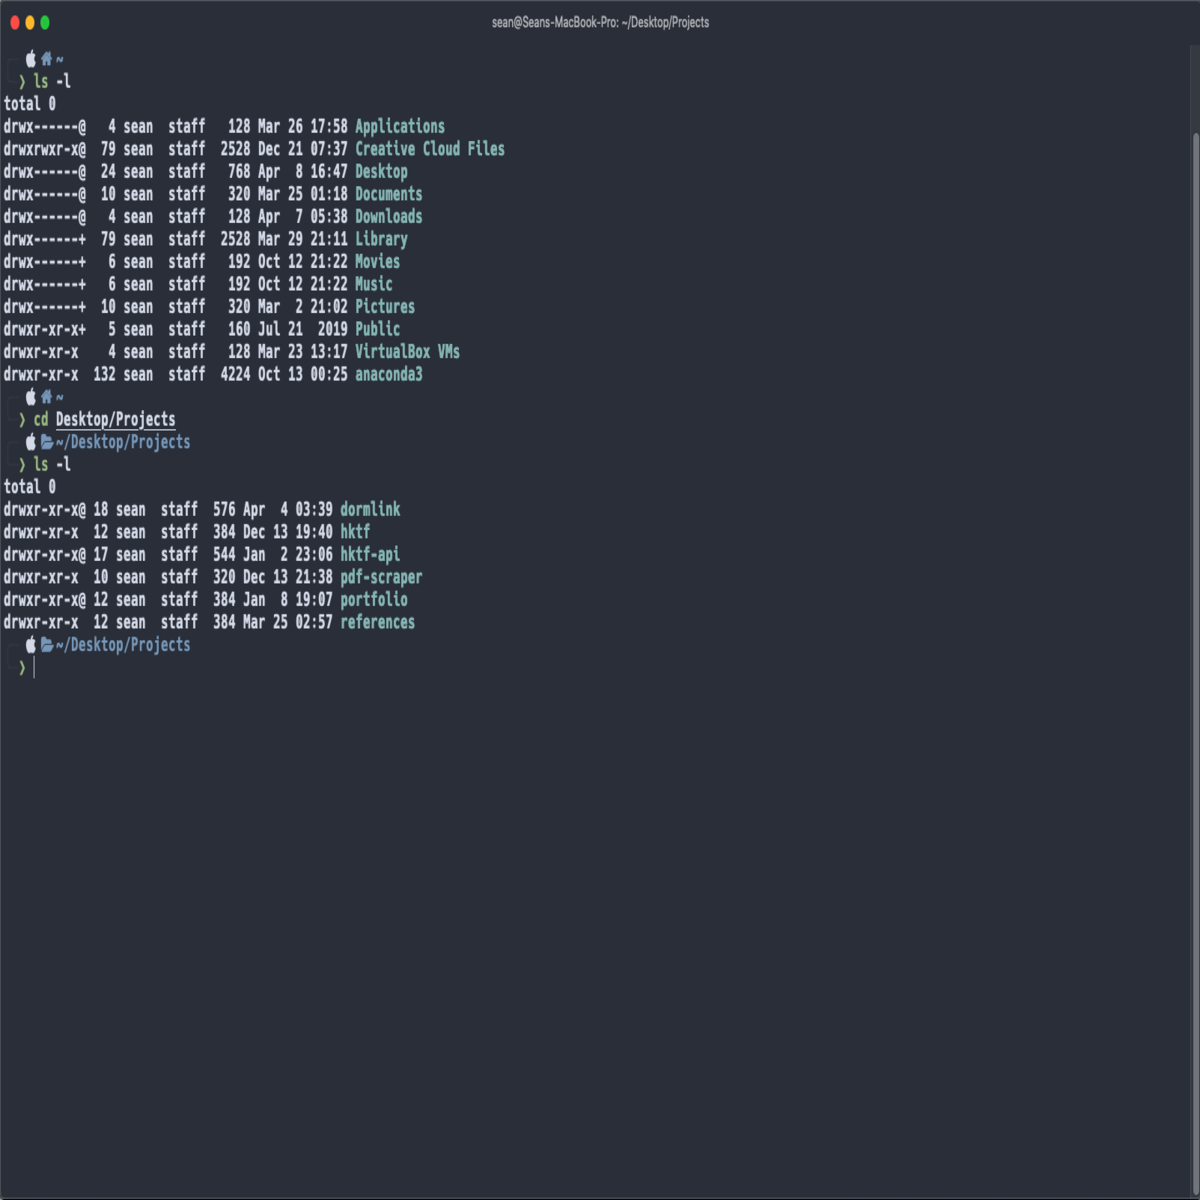 sean@Seans-MacBook-Pro: ~/Desktop/Projects
~
❯ ls -l
total 0
drwx------@   4 sean  staff   128 Mar 26 17:58 Applications
drwxrwxr-x@  79 sean  staff  2528 Dec 21 07:37 Creative Cloud Files
drwx------@  24 sean  staff   768 Apr  8 16:47 Desktop
drwx------@  10 sean  staff   320 Mar 25 01:18 Documents
drwx------@   4 sean  staff   128 Apr  7 05:38 Downloads
drwx------+  79 sean  staff  2528 Mar 29 21:11 Library
drwx------+   6 sean  staff   192 Oct 12 21:22 Movies
drwx------+   6 sean  staff   192 Oct 12 21:22 Music
drwx------+  10 sean  staff   320 Mar  2 21:02 Pictures
drwxr-xr-x+   5 sean  staff   160 Jul 21  2019 Public
drwxr-xr-x    4 sean  staff   128 Mar 23 13:17 VirtualBox VMs
drwxr-xr-x  132 sean  staff  4224 Oct 13 00:25 anaconda3
~
❯ cd Desktop/Projects
~/Desktop/Projects
❯ ls -l
total 0
drwxr-xr-x@ 18 sean  staff  576 Apr  4 03:39 dormlink
drwxr-xr-x  12 sean  staff  384 Dec 13 19:40 hktf
drwxr-xr-x@ 17 sean  staff  544 Jan  2 23:06 hktf-api
drwxr-xr-x  10 sean  staff  320 Dec 13 21:38 pdf-scraper
drwxr-xr-x@ 12 sean  staff  384 Jan  8 19:07 portfolio
drwxr-xr-x  12 sean  staff  384 Mar 25 02:57 references
~/Desktop/Projects
❯